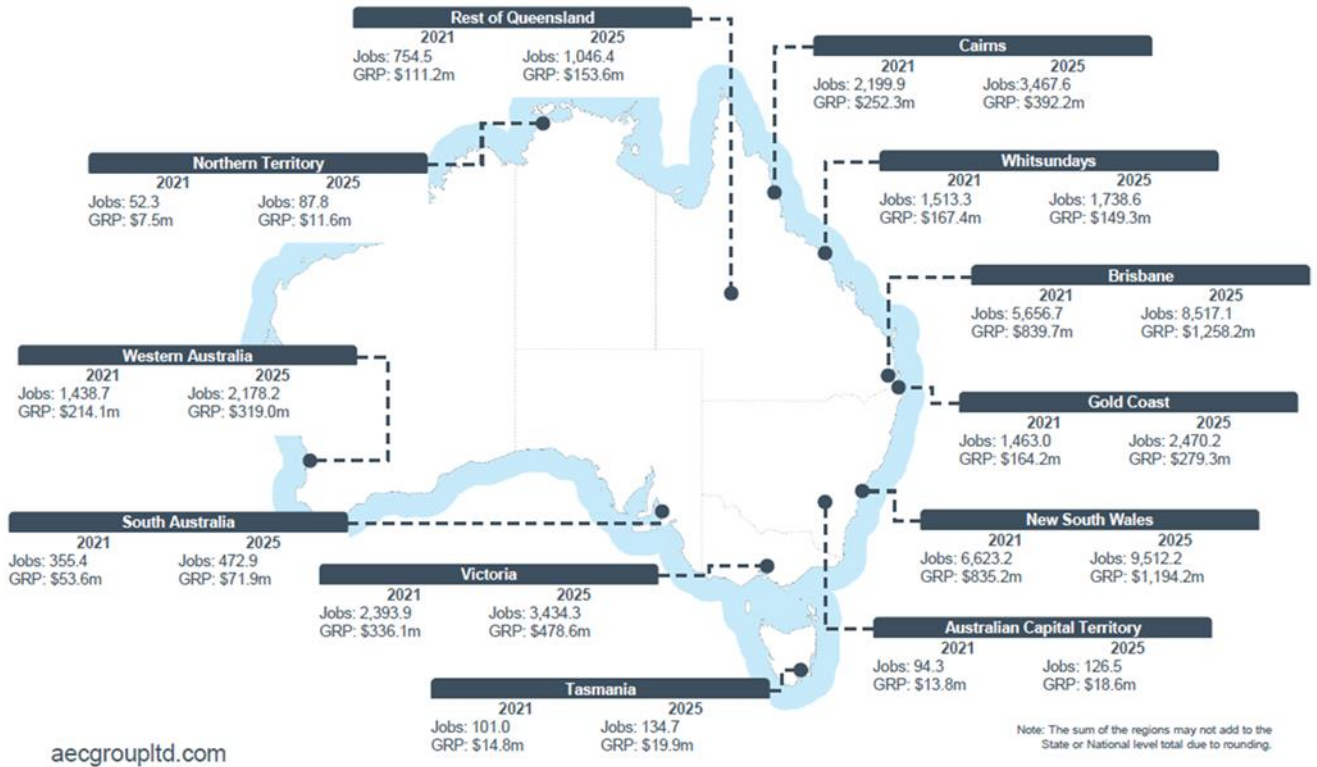 Rest of Queensland
2021 2025
Jobs: 754.5 Jobs: 1,046.4
GRP: $111.2m GRP: $153.6m
Cairns
2021 2025
Jobs: 2,199.9 Jobs:3,467.6
GRP: $252.3m GRP: $392.2m
Northern Territory
2021 2025
Jobs: 52.3 Jobs: 87.8
GRP: $7.5m GRP: $11.6m
Whitsundays
2021 2025
Jobs: 1,513.3 Jobs: 1,738.6
GRP: $167.4m GRP: $149.3m
Brisbane
2021 2025
Jobs: 5,656.7 Jobs: 8,517.1
GRP: $839.7m GRP: $1,258.2m
Western Australia
2021 2025
Jobs: 1,438.7 Jobs: 2,178.2
GRP: $214.1m GRP: $319.0m
Gold Coast
2021 2025
Jobs: 1,463.0 Jobs: 2,470.2
GRP: $164.2m GRP: $279.3m
South Australia
2021 2025
Jobs: 355.4 Jobs: 472.9
GRP: $53.6m GRP: $71.9m
New South Wales
2021 2025
Jobs: 6,623.2 Jobs: 9,512.2
GRP: $835.2m GRP: $1,194.2m
Victoria
2021 2025
Jobs: 2,393.9 Jobs: 3,434.3
GRP: $336.1m GRP: $478.6m
Australian Capital Territory
2021 2025
Jobs: 94.3 Jobs: 126.5
GRP: $13.8m GRP: $18.6m
Tasmania
2021 2025
Jobs: 101.0 Jobs: 134.7
GRP: $14.8m GRP: $19.9m
Note: The sum of the regions may not add to the
State or National level total due to rounding.
aecgroupltd.com